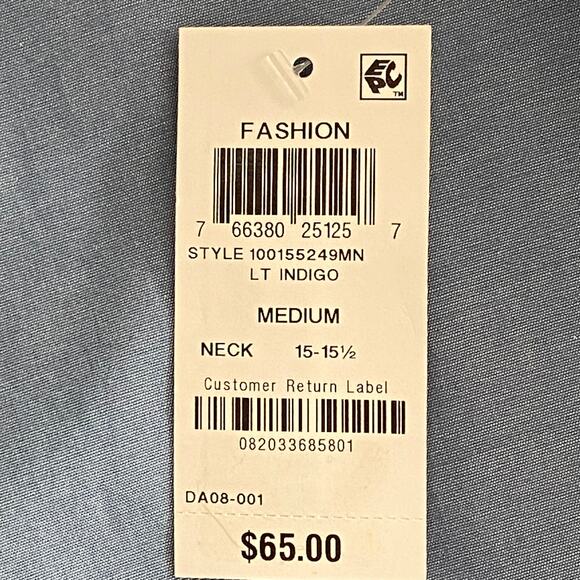 EPC™
FASHION
7 66380 25125 7
STYLE 100155249MN
LT INDIGO
MEDIUM
NECK 15-15½
Customer Return Label
082033685801
DA08-001
$65.00